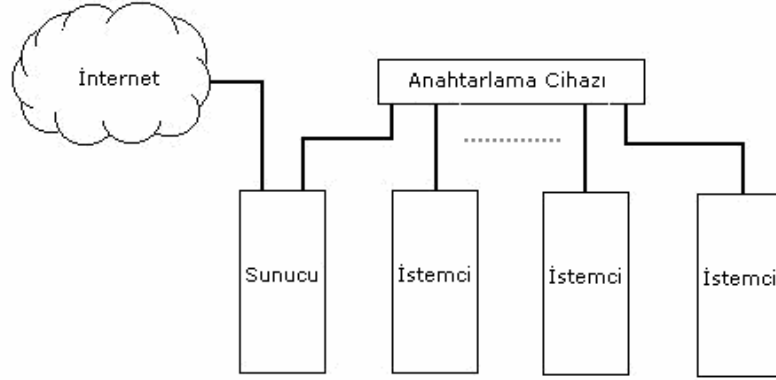 İnternet
Anahtarlama Cihazı
Sunucu
İstemci
İstemci
İstemci